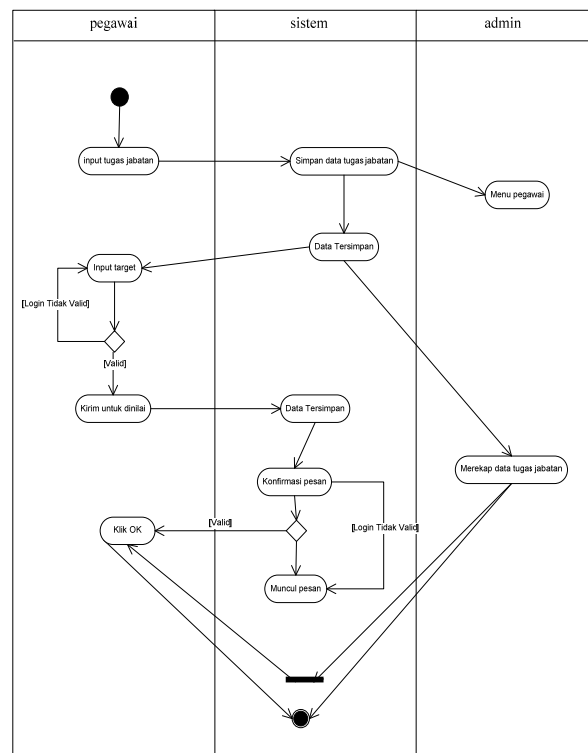 pegawai
sistem
admin
input tugas jabatan
Simpan data tugas jabatan
Menu pegawai
Data Tersimpan
Input target
[Login Tidak Valid]
[Valid]
Kirim untuk dinilai
Data Tersimpan
Merekap data tugas jabatan
Konfirmasi pesan
[Valid]
[Login Tidak Valid]
Klik OK
Muncul pesan